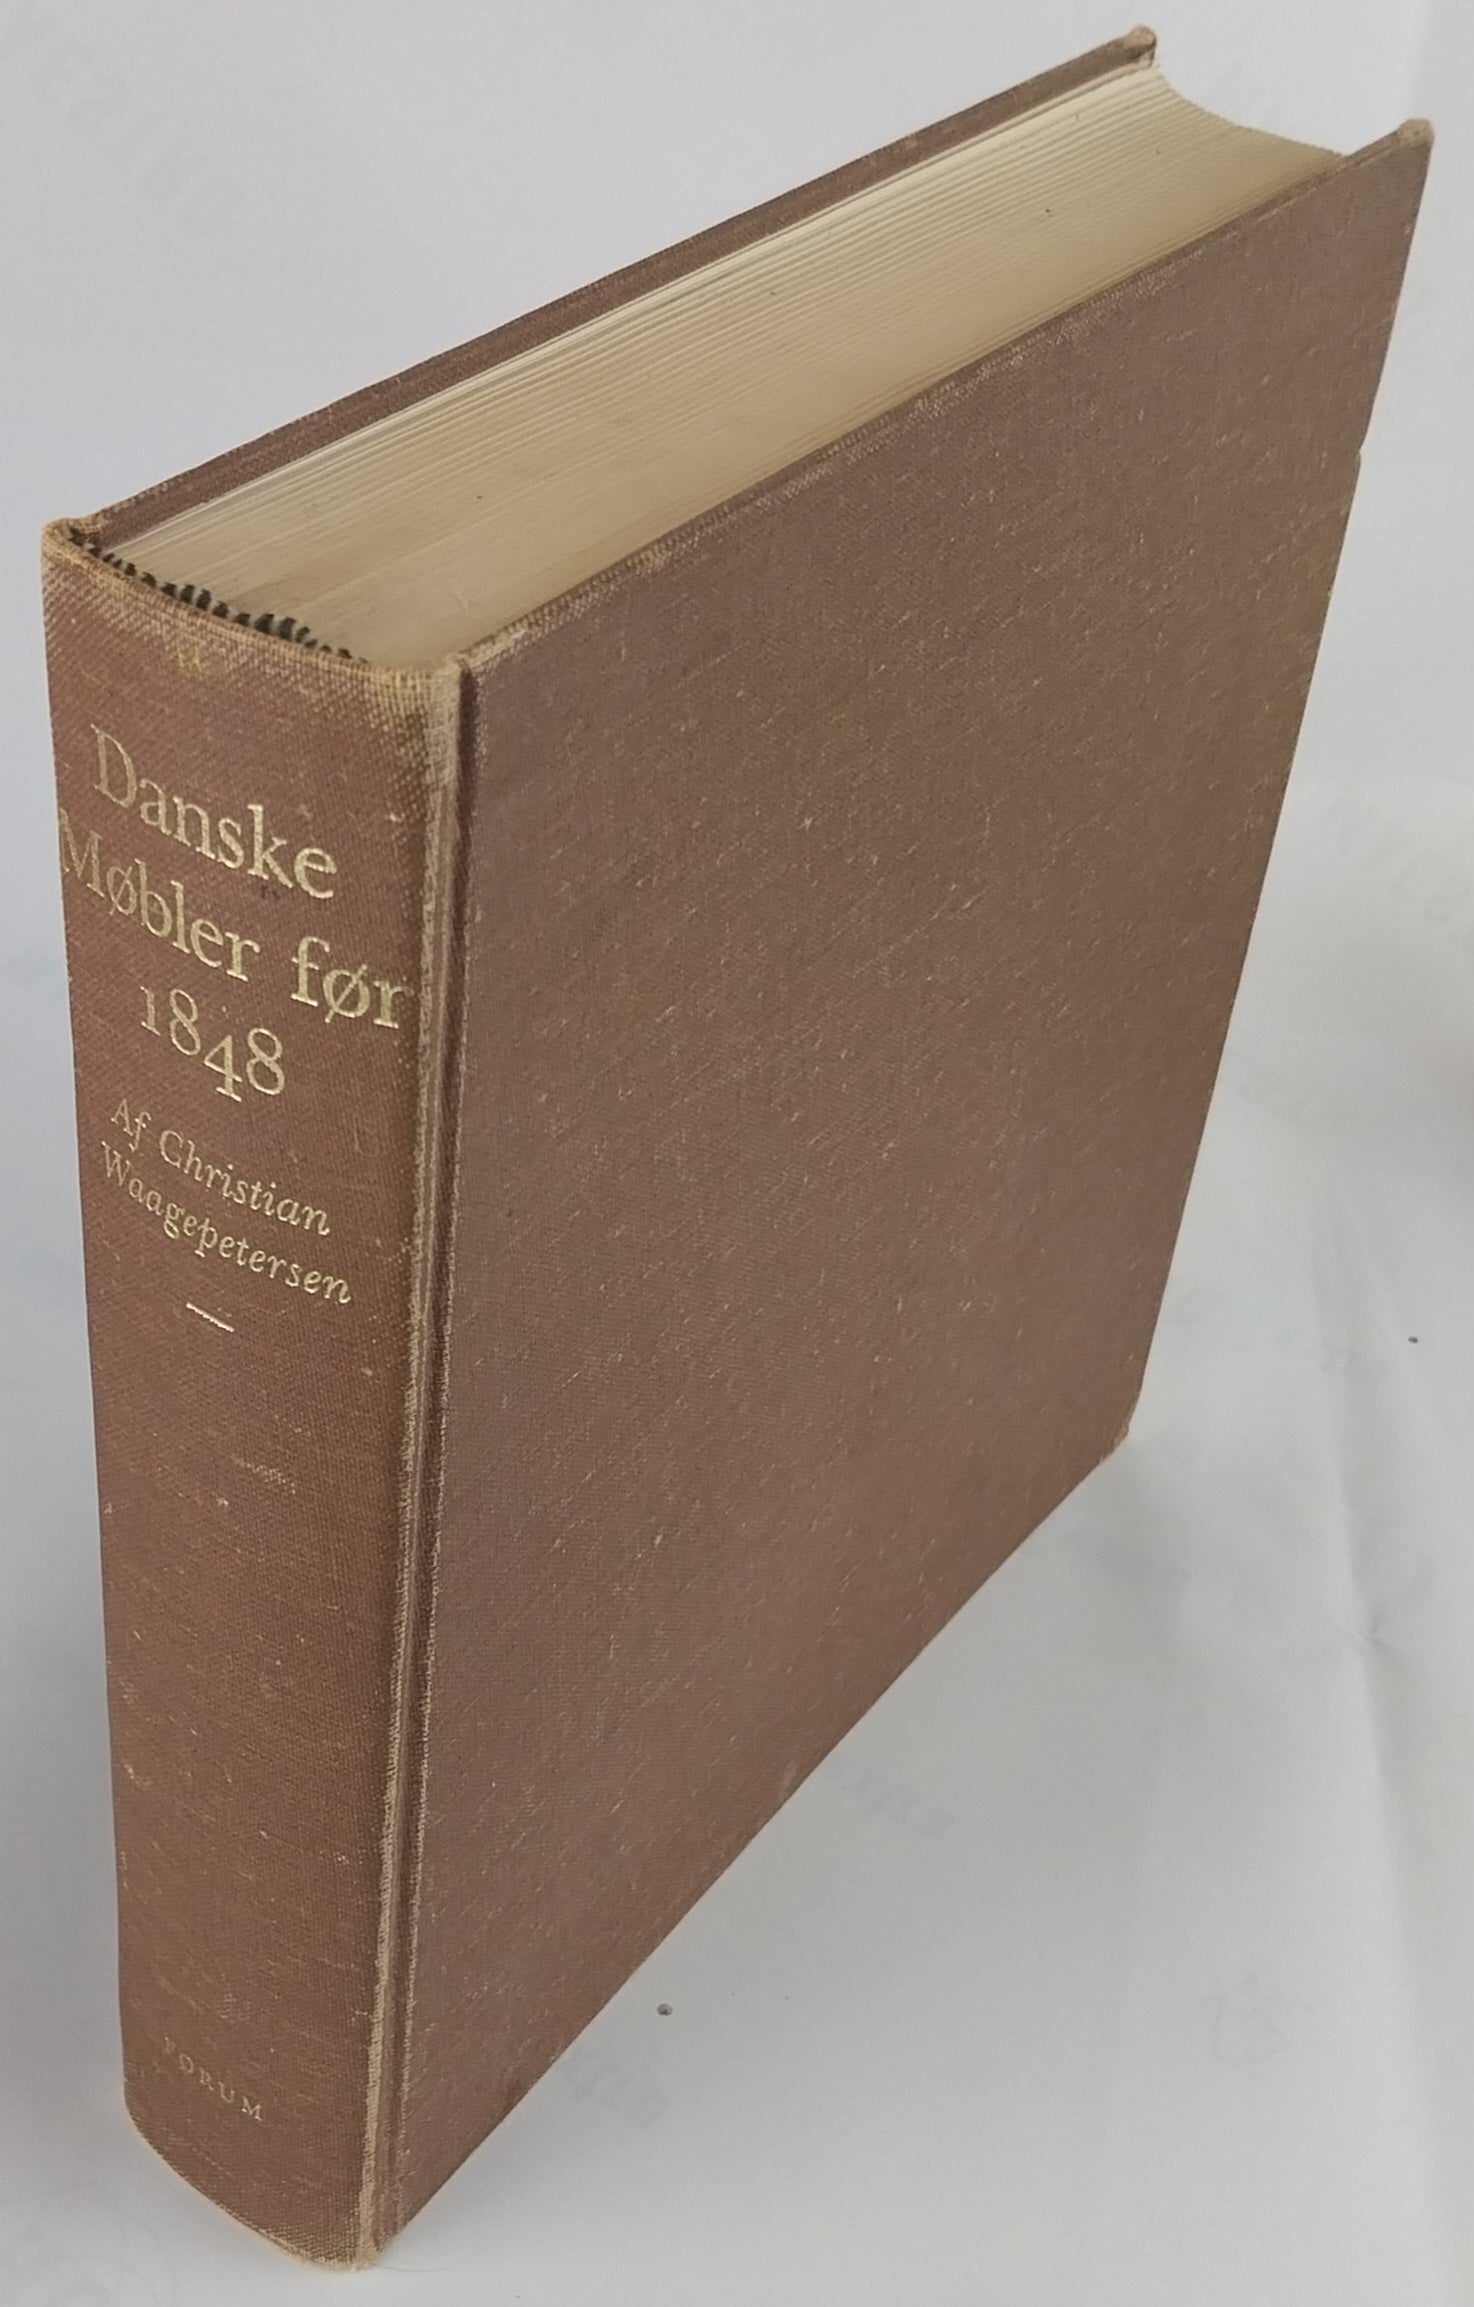 Danske
Møbler før
1848
Af Christian
Waagepetersen
FORUM